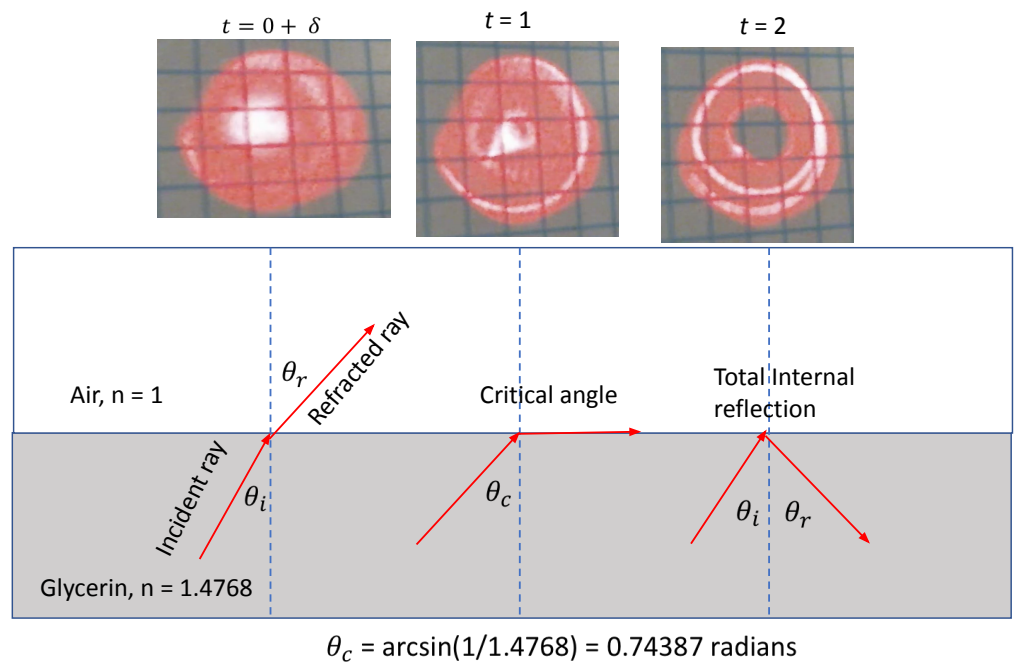 t = 0 + δ
t = 1
t = 2
θr
Refracted ray
Air, n = 1
Critical angle
Total Internal
reflection
Incident ray
θi
θc
θi
θr
Glycerin, n = 1.4768
θc = arcsin(1/1.4768) = 0.74387 radians